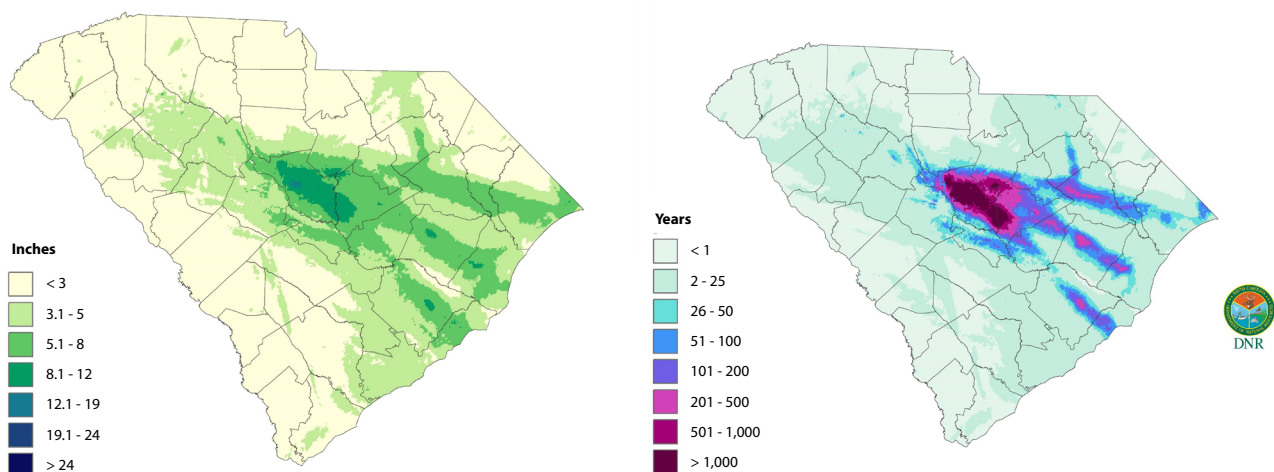 Inches
< 3
3.1 - 5
5.1 - 8
8.1 - 12
12.1 - 19
19.1 - 24
> 24
Years
< 1
2 - 25
26 - 50
51 - 100
101 - 200
201 - 500
501 - 1,000
> 1,000
DNR